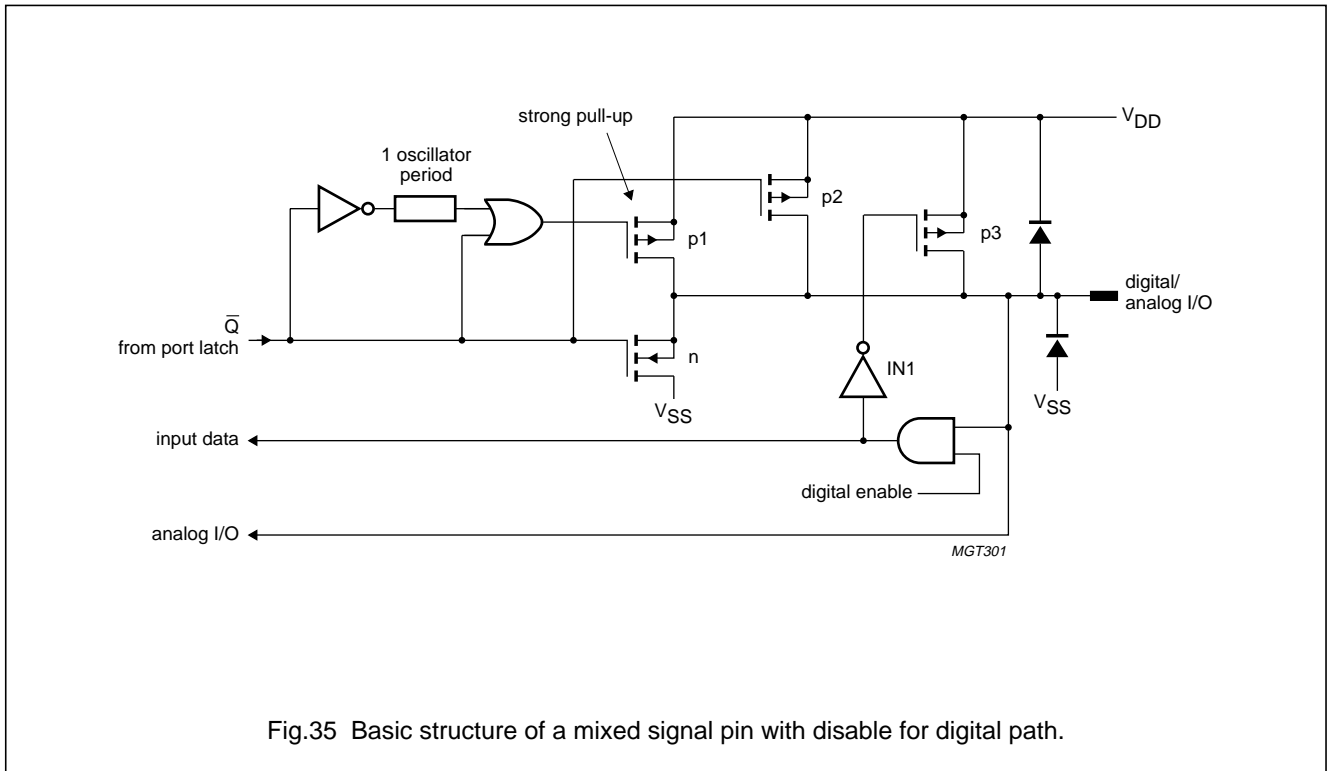 strong pull-up
V_DD
1 oscillator
period
p2
p1
p3
digital/
analog I/O
Q̅
from port latch
n
IN1
V_SS
V_SS
input data
digital enable
analog I/O
MGT301
Fig.35 Basic structure of a mixed signal pin with disable for digital path.